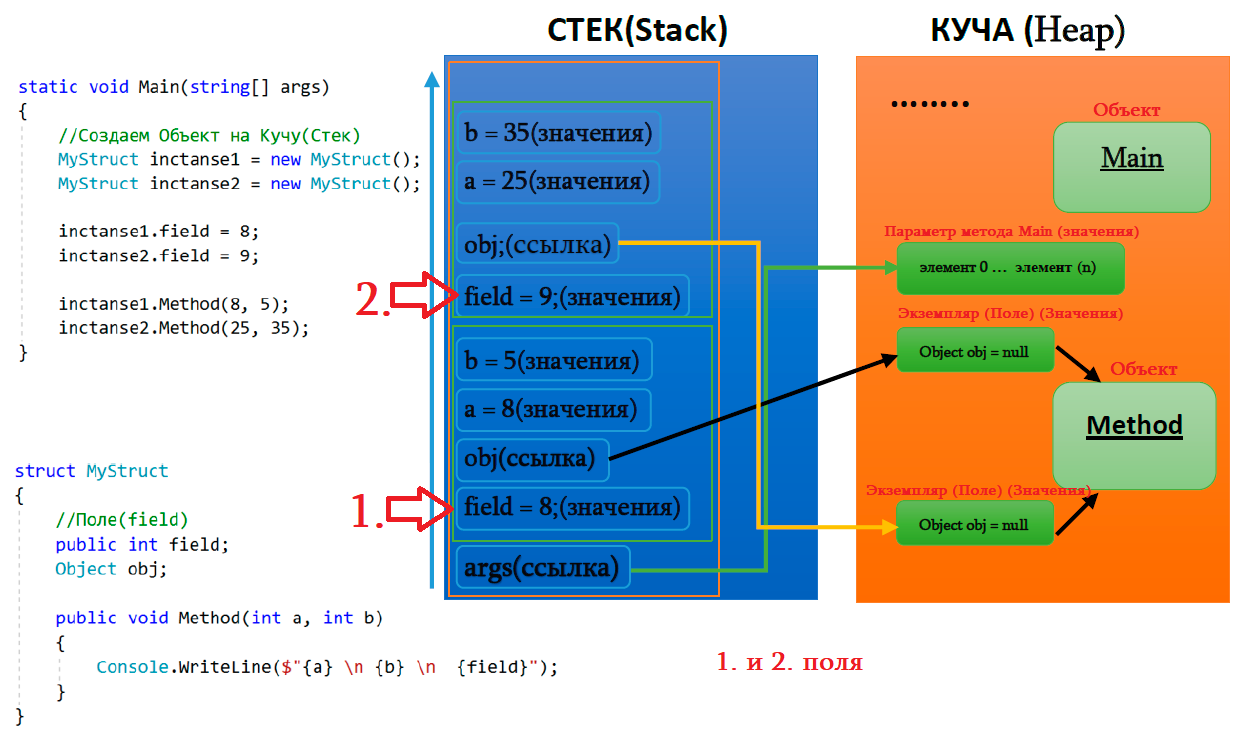 СТЕК(Stack)
КУЧА (Heap)
static void Main(string[] args)
{
//Создаем Объект на Кучу(Стек)
MyStruct inctanse1 = new MyStruct();
MyStruct inctanse2 = new MyStruct();
inctanse1.field = 8;
inctanse2.field = 9;
inctanse1.Method(8, 5);
inctanse2.Method(25, 35);
}
struct MyStruct
{
//Поле(field)
public int field;
Object obj;
public void Method(int a, int b)
{
Console.WriteLine($"{a} \n {b} \n  {field}");
}
}
b = 35(значения)
a = 25(значения)
obj;(ссылка)
2.
field = 9;(значения)
b = 5(значения)
a = 8(значения)
obj(ссылка)
1.
field = 8;(значения)
args(ссылка)
........
Объект
Main
Параметр метода Main (значения)
элемент 0 ... элемент (n)
Экземпляр (Поле) (Значения)
Object obj = null
Объект
Method
Экземпляр (Поле) (Значения)
Object obj = null
1. и 2. поля